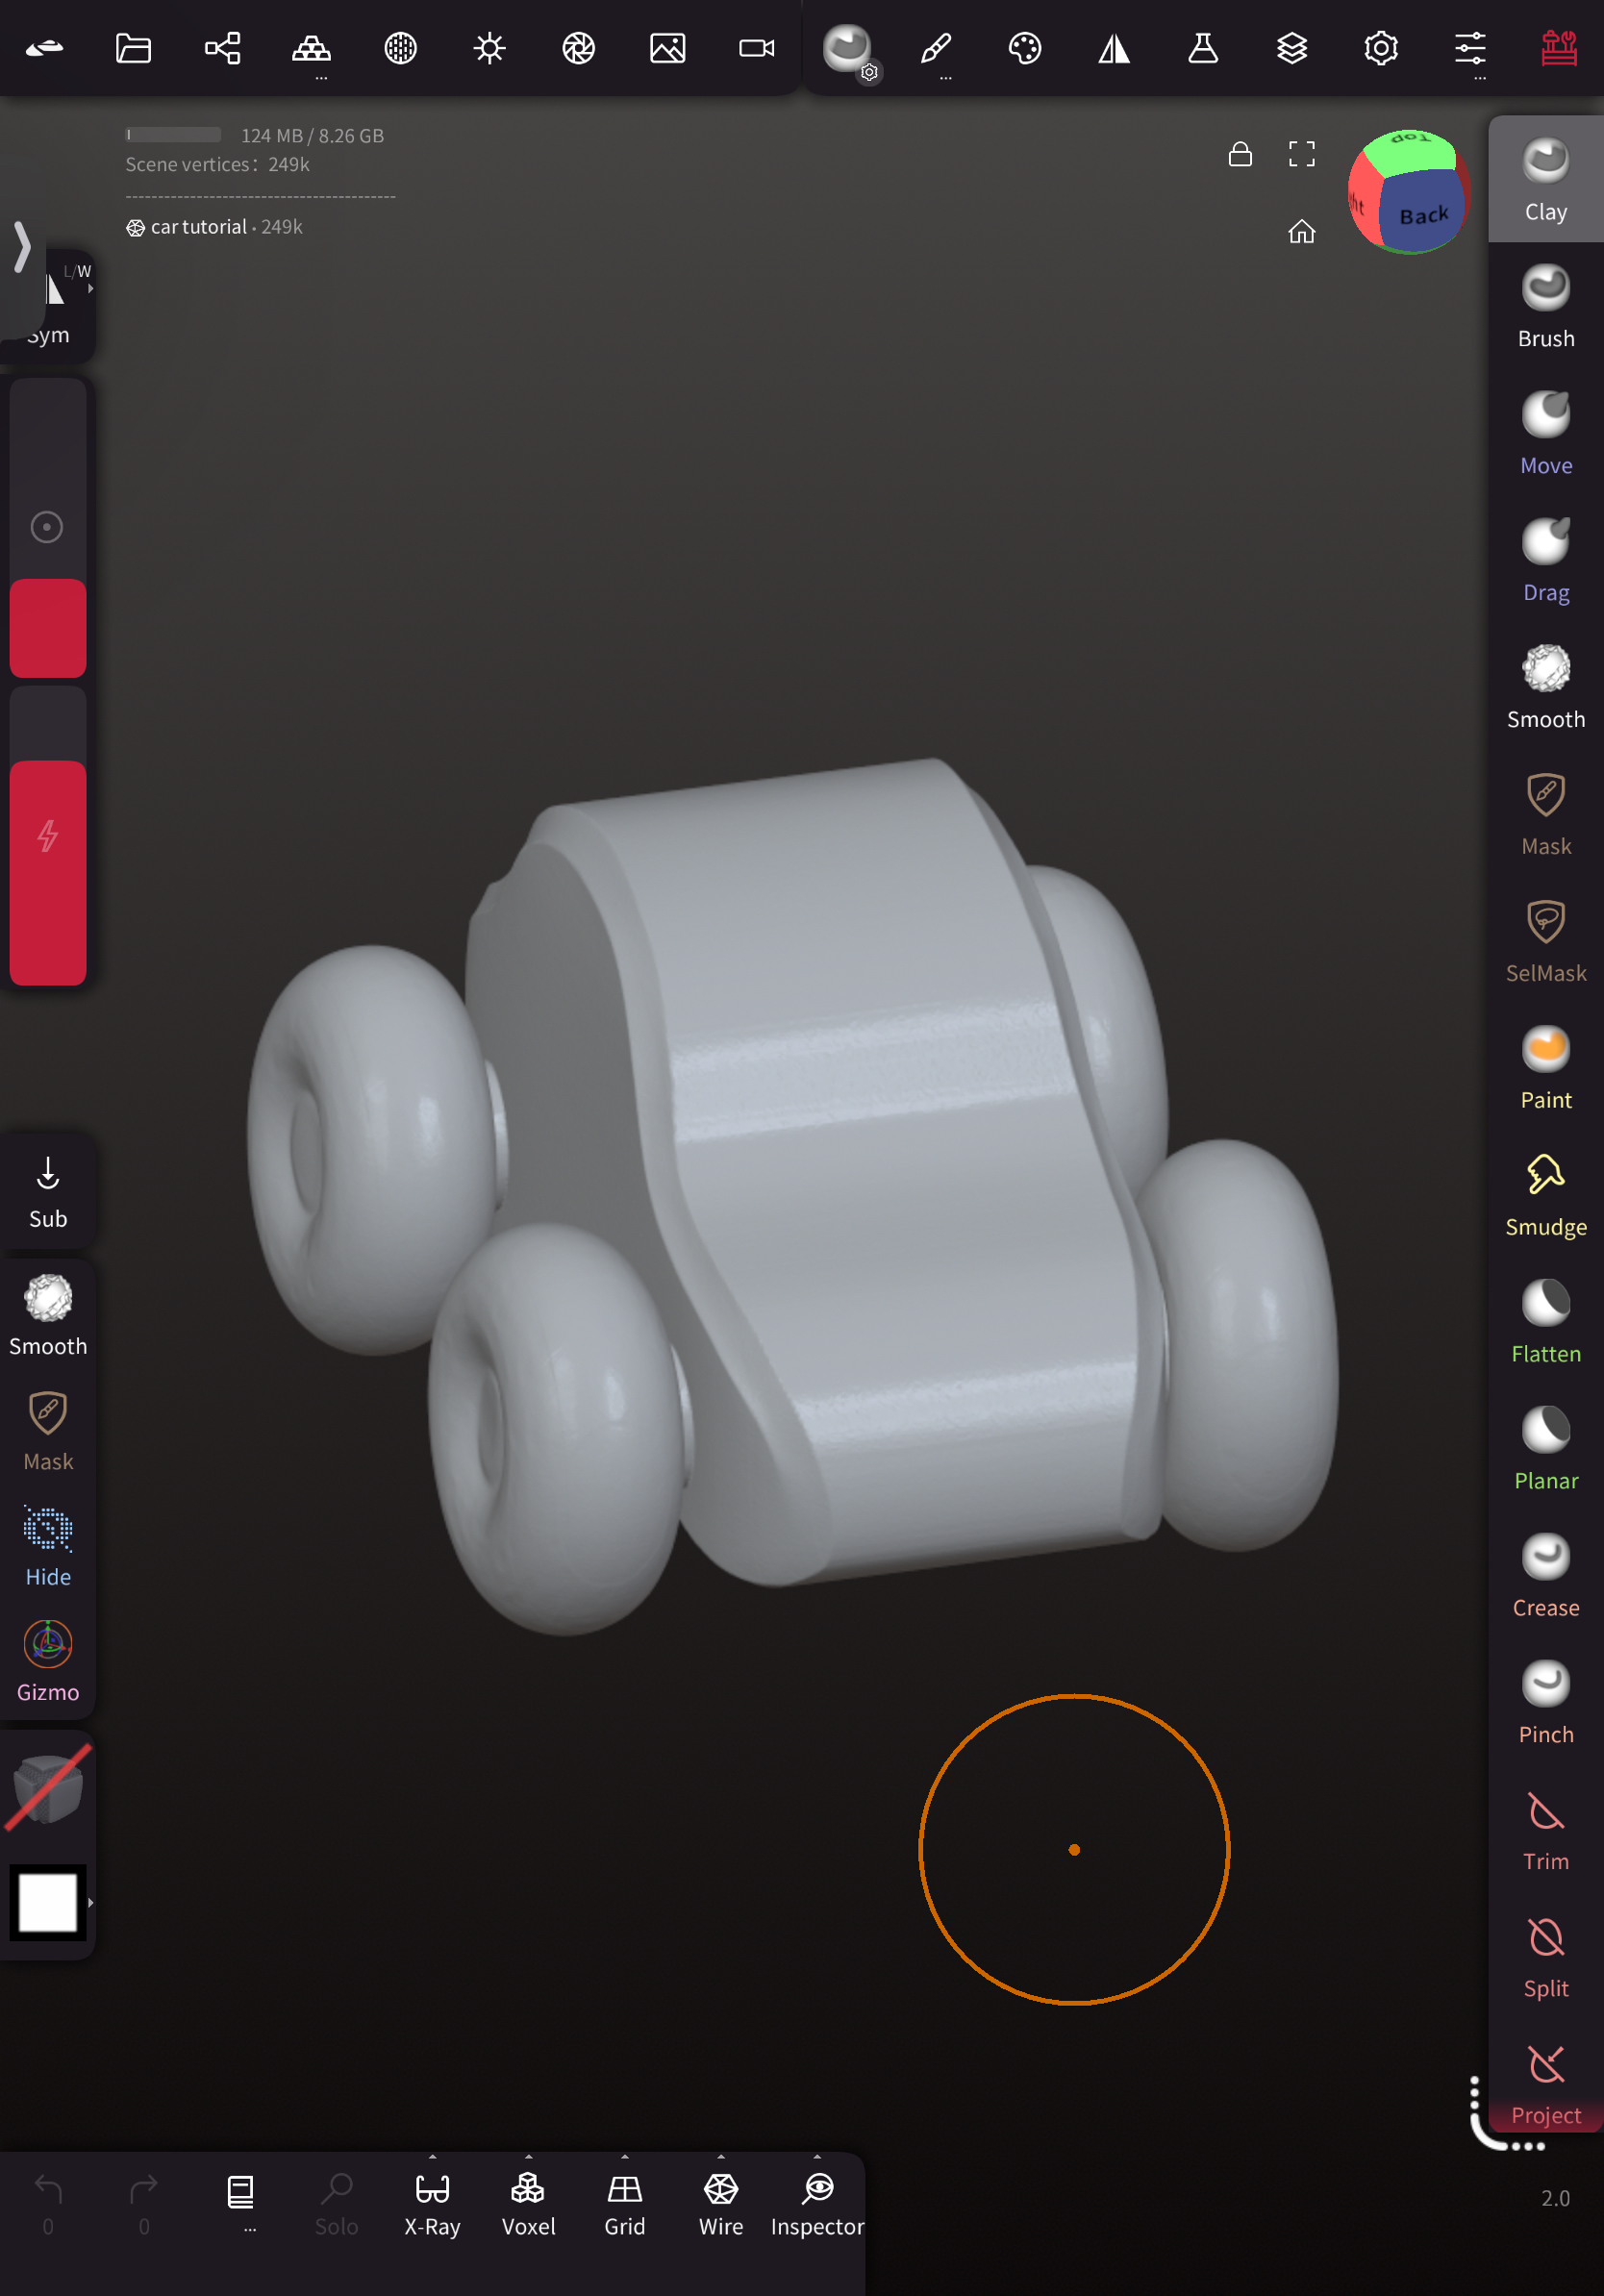 124 MB / 8.26 GB
Scene vertices: 249k
car tutorial • 249k
L/W
Sym
Top
ght
Back
Clay
Brush
Move
Drag
Smooth
Mask
SelMask
Paint
Smudge
Flatten
Planar
Crease
Pinch
Trim
Split
Project
Sub
Smooth
Mask
Hide
Gizmo
0
0
...
Solo
X-Ray
Voxel
Grid
Wire
Inspector
2.0